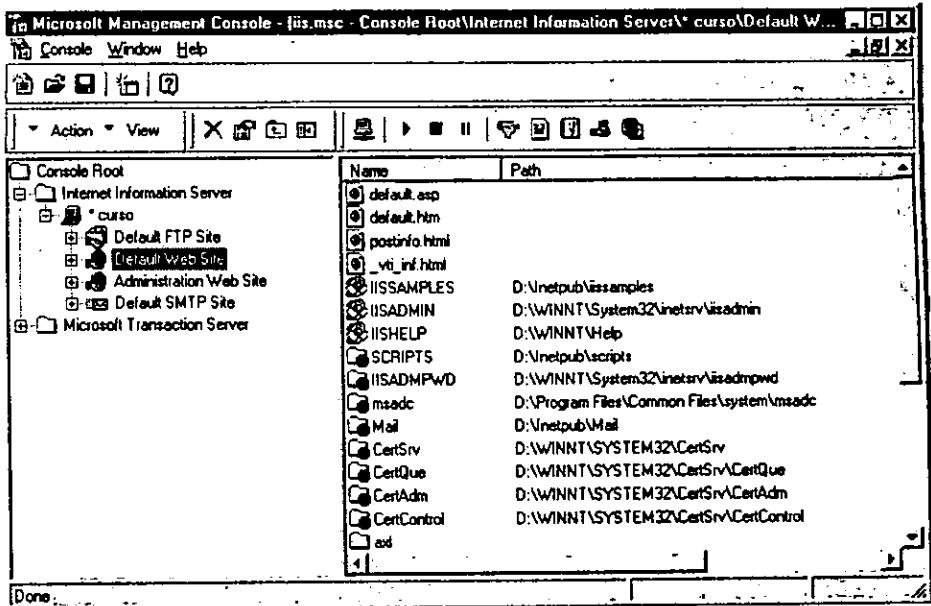 Microsoft Management Console - [iis.msc - Console Root\Internet Information Server\* curso\Default W...
Console Window Help
Action View
Console Root
Internet Information Server
* curso
Default FTP Site
Default Web Site
Administration Web Site
Default SMTP Site
Microsoft Transaction Server
Name Path
default.asp
default.htm
postinfo.html
_vti_inf.html
IISSAMPLES D:\Inetpub\iissamples
IISADMIN D:\WINNT\System32\inetsrv\iisadmin
IISHELP D:\WINNT\Help
SCRIPTS D:\Inetpub\scripts
IISADMPWD D:\WINNT\System32\inetsrv\iisadmpwd
msadc D:\Program Files\Common Files\system\msadc
Mail D:\Inetpub\Mail
CertSrv D:\WINNT\SYSTEM32\CertSrv
CertQue D:\WINNT\SYSTEM32\CertSrv\CertQue
CertAdm D:\WINNT\SYSTEM32\CertSrv\CertAdm
CertControl D:\WINNT\SYSTEM32\CertSrv\CertControl
Done